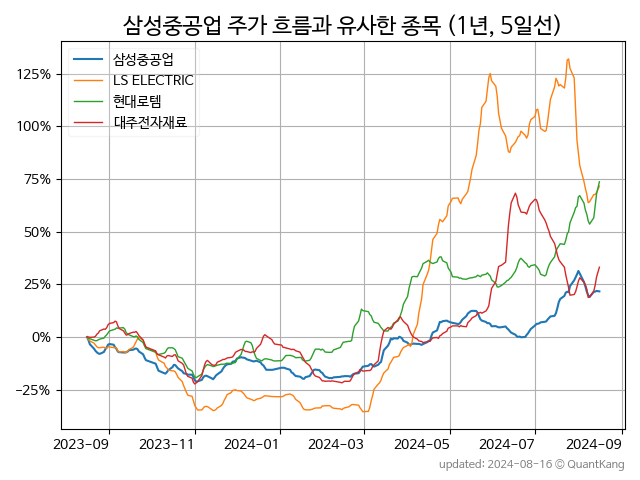 삼성중공업 주가 흐름과 유사한 종목 (1년, 5일선)
삼성중공업
LS ELECTRIC
현대로템
대주전자재료
125%
100%
75%
50%
25%
0%
−25%
2023-09 2023-11 2024-01 2024-03 2024-05 2024-07 2024-09
updated: 2024-08-16 © QuantKang